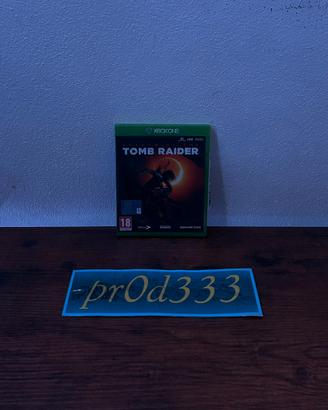 XBOX ONE
TOMB RAIDER
18
pr0d333